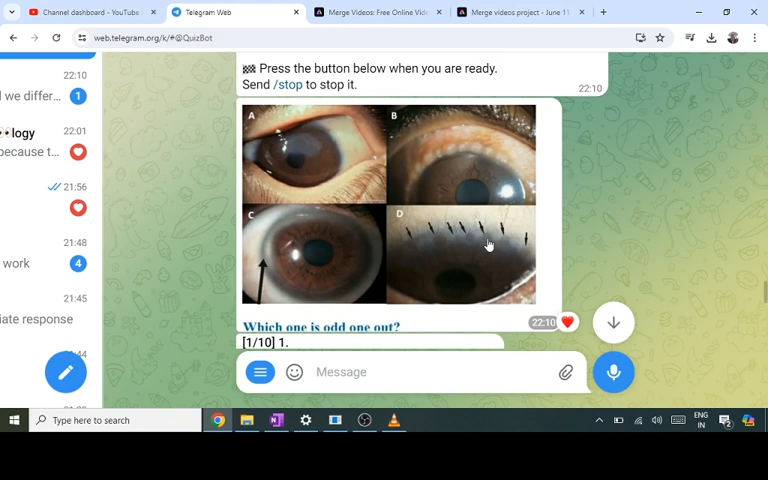 Channel dashboard - YouTube
Telegram Web
Merge Videos: Free Online Vide
Merge videos project - June 11
web.telegram.org/k/#@QuizBot
22:10
we differ... 1
logy
22:01
because t...
21:56
21:48
work 4
21:45
iate response
Press the button below when you are ready.
Send /stop to stop it.
22:10
A
B
C
D
Which one is odd one out?
22:10
[1/10] 1.
Message
Type here to search
ENG
IN
2